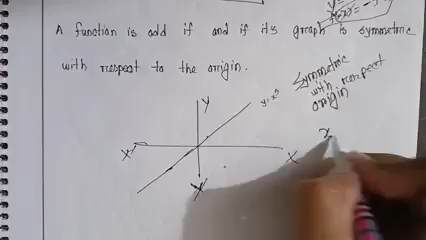 A function is odd if and if its graph is symmetric
with respect to the origin.
Symmetric
with respect
origin
y
y = x³
x'
x
y'
x